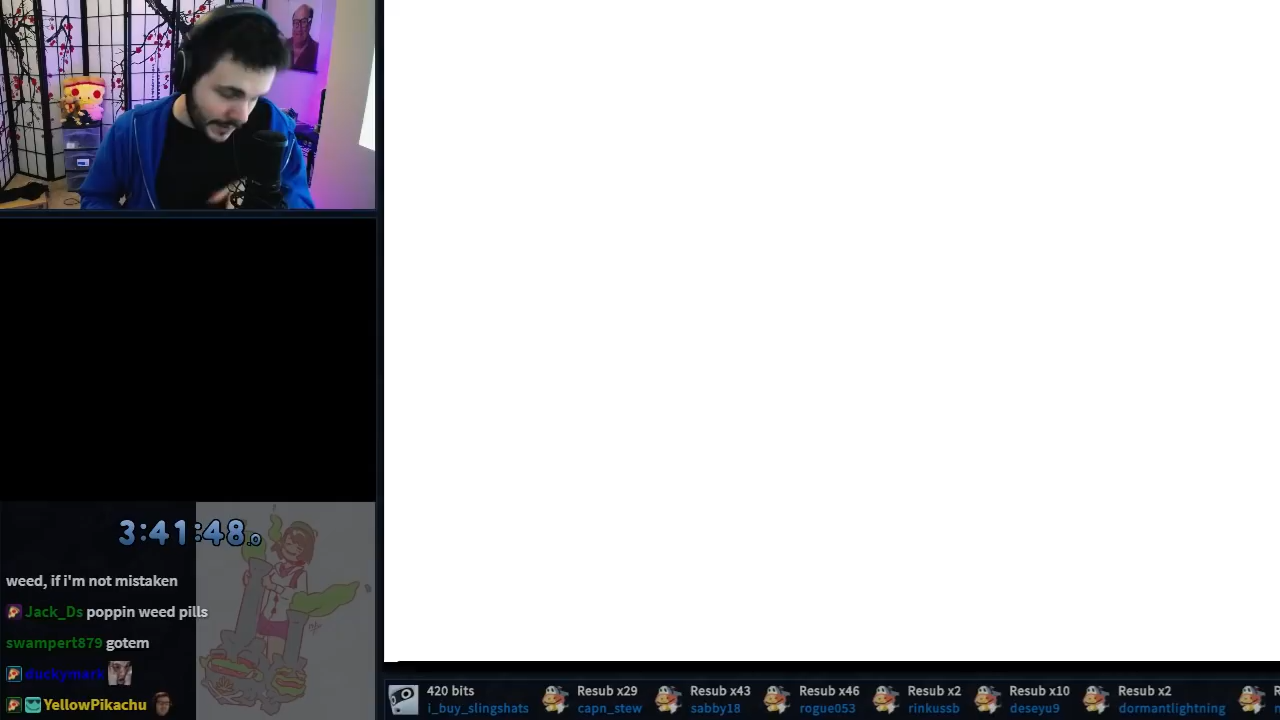 3:41:48.0
weed, if i'm not mistaken
Jack_Ds poppin weed pills
swampert879 gotem
duckymark
YellowPikachu
420 bits
i_buy_slingshats
Resub x29
capn_stew
Resub x43
sabby18
Resub x46
rogue053
Resub x2
rinkussb
Resub x10
deseyu9
Resub x2
dormantlightning